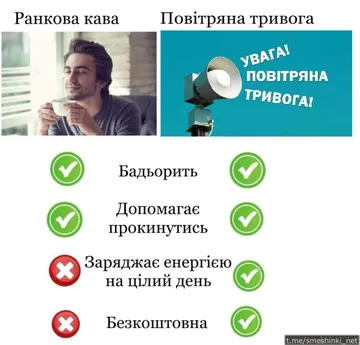 Ранкова кава
Повітряна тривога
УВАГА!
ПОВІТРЯНА
ТРИВОГА!
Бадьорить
Допомагає
прокинутись
Заряджає енергією
на цілий день
Безкоштовна
t.me/smeshinki_net